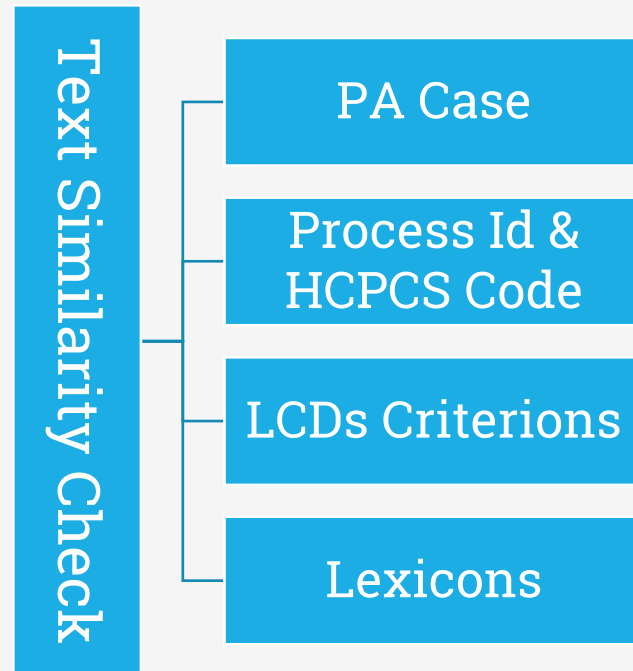 Text Similarity Check
PA Case
Process Id &
HCPCS Code
LCDs Criterions
Lexicons